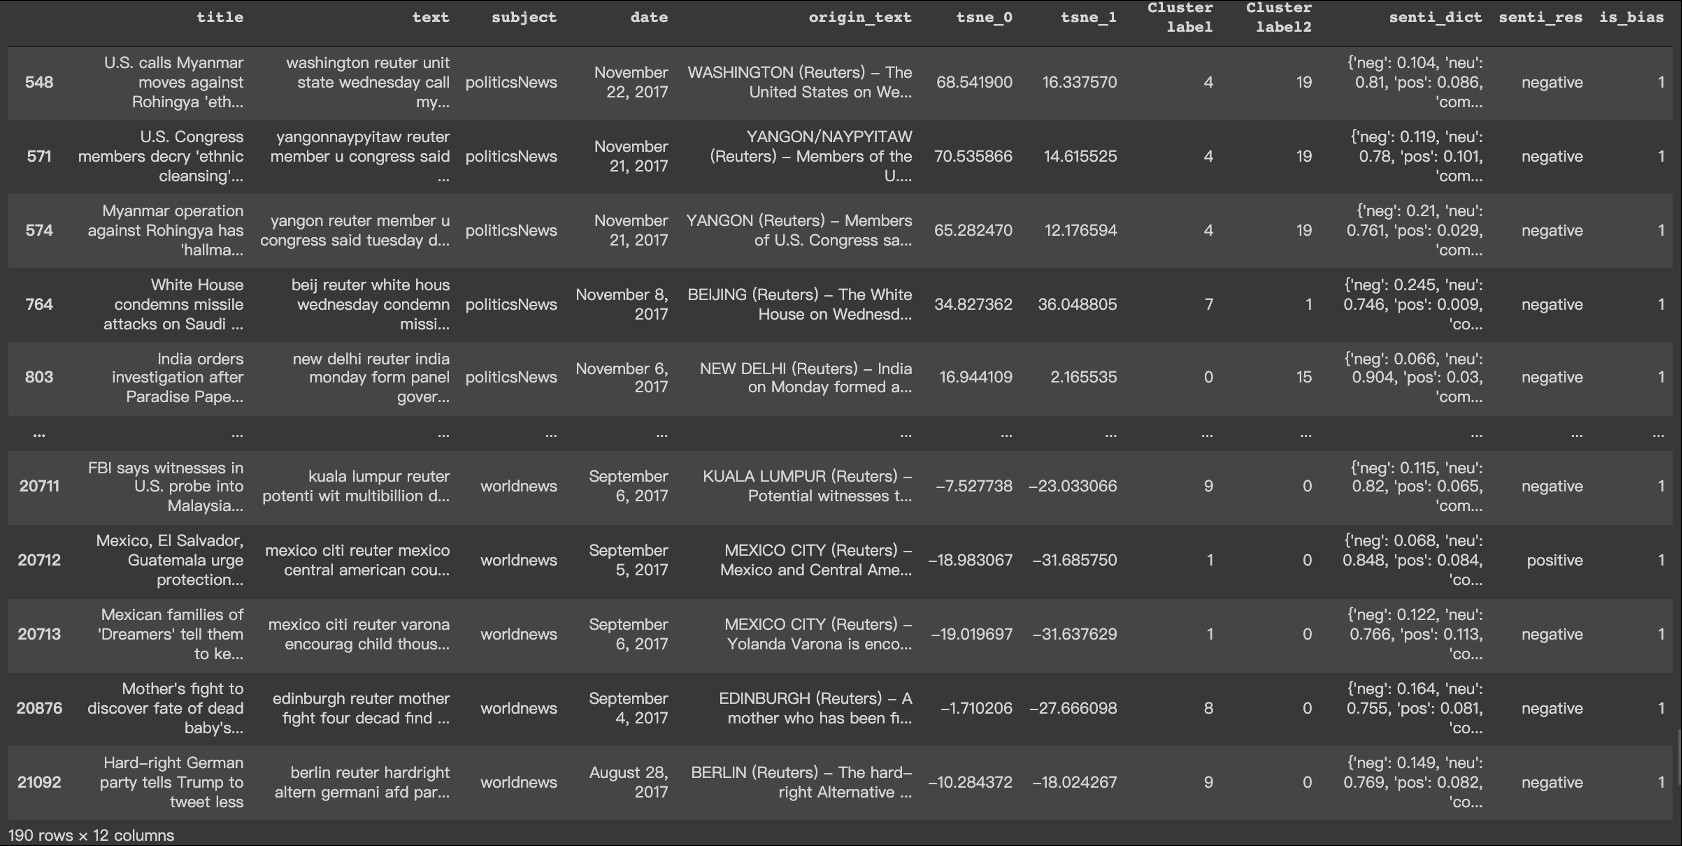 title text subject date origin_text tsne_0 tsne_1 Cluster label Cluster label2 senti_dict senti_res is_bias
548 U.S. calls Myanmar moves against Rohingya 'eth... washington reuter unit state wednesday call my... politicsNews November 22, 2017 WASHINGTON (Reuters) – The United States on We... 68.541900 16.337570 4 19 {'neg': 0.104, 'neu': 0.81, 'pos': 0.086, 'com... negative 1
571 U.S. Congress members decry 'ethnic cleansing'... yangonnaypyitaw reuter member u congress said ... politicsNews November 21, 2017 YANGON/NAYPYITAW (Reuters) – Members of the U.... 70.535866 14.615525 4 19 {'neg': 0.119, 'neu': 0.78, 'pos': 0.101, 'com... negative 1
574 Myanmar operation against Rohingya has 'hallma... yangon reuter member u congress said tuesday d... politicsNews November 21, 2017 YANGON (Reuters) – Members of U.S. Congress sa... 65.282470 12.176594 4 19 {'neg': 0.21, 'neu': 0.761, 'pos': 0.029, 'com... negative 1
764 White House condemns missile attacks on Saudi ... beij reuter white hous wednesday condemn missi... politicsNews November 8, 2017 BEIJING (Reuters) – The White House on Wednesd... 34.827362 36.048805 7 1 {'neg': 0.245, 'neu': 0.746, 'pos': 0.009, 'co... negative 1
803 India orders investigation after Paradise Pape... new delhi reuter india monday form panel gover... politicsNews November 6, 2017 NEW DELHI (Reuters) – India on Monday formed a... 16.944109 2.165535 0 15 {'neg': 0.066, 'neu': 0.904, 'pos': 0.03, 'com... negative 1
... ... ... ... ... ... ... ... ... ... ... ... ...
20711 FBI says witnesses in U.S. probe into Malaysia... kuala lumpur reuter potenti wit multibillion d... worldnews September 6, 2017 KUALA LUMPUR (Reuters) – Potential witnesses t... –7.527738 –23.033066 9 0 {'neg': 0.115, 'neu': 0.82, 'pos': 0.065, 'com... negative 1
20712 Mexico, El Salvador, Guatemala urge protection... mexico citi reuter mexico central american cou... worldnews September 5, 2017 MEXICO CITY (Reuters) – Mexico and Central Ame... –18.983067 –31.685750 1 0 {'neg': 0.068, 'neu': 0.848, 'pos': 0.084, 'co... positive 1
20713 Mexican families of 'Dreamers' tell them to ke... mexico citi reuter varona encourag child thous... worldnews September 6, 2017 MEXICO CITY (Reuters) – Yolanda Varona is enco... –19.019697 –31.637629 1 0 {'neg': 0.122, 'neu': 0.766, 'pos': 0.113, 'co... negative 1
20876 Mother's fight to discover fate of dead baby's... edinburgh reuter mother fight four decad find ... worldnews September 4, 2017 EDINBURGH (Reuters) – A mother who has been fi... –1.710206 –27.666098 8 0 {'neg': 0.164, 'neu': 0.755, 'pos': 0.081, 'co... negative 1
21092 Hard–right German party tells Trump to tweet less berlin reuter hardright altern germani afd par... worldnews August 28, 2017 BERLIN (Reuters) – The hard–right Alternative ... –10.284372 –18.024267 9 0 {'neg': 0.149, 'neu': 0.769, 'pos': 0.082, 'co... negative 1
190 rows × 12 columns